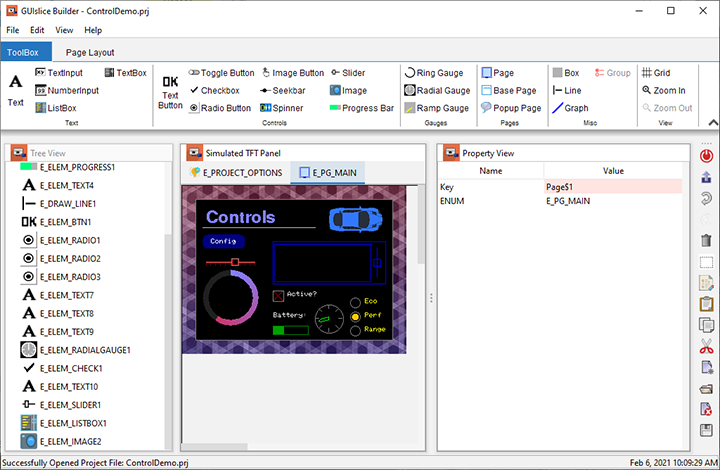 GUIslice Builder - ControlDemo.prj
File Edit View Help
ToolBox Page Layout
TextInput TextBox Toggle Button Image Button Slider Ring Gauge Page Box Group Grid
Text NumberInput Text Button Checkbox Seekbar Image Radial Gauge Base Page Line Zoom In
ListBox Radio Button Spinner Progress Bar Ramp Gauge Popup Page Graph Zoom Out
Text Controls Gauges Pages Misc View
Tree View
E_ELEM_PROGRESS1
E_ELEM_TEXT4
E_DRAW_LINE1
E_ELEM_BTN1
E_ELEM_RADIO1
E_ELEM_RADIO2
E_ELEM_RADIO3
E_ELEM_TEXT7
E_ELEM_TEXT8
E_ELEM_TEXT9
E_ELEM_RADIALGAUGE1
E_ELEM_CHECK1
E_ELEM_TEXT10
E_ELEM_SLIDER1
E_ELEM_LISTBOX1
E_ELEM_IMAGE2
Simulated TFT Panel
E_PROJECT_OPTIONS E_PG_MAIN
Controls
Config
Active?
Battery:
Eco
Perf
Range
Property View
Name Value
Key Page$1
ENUM E_PG_MAIN
Successfully Opened Project File: ControlDemo.prj Feb 6, 2021 10:09:29 AM